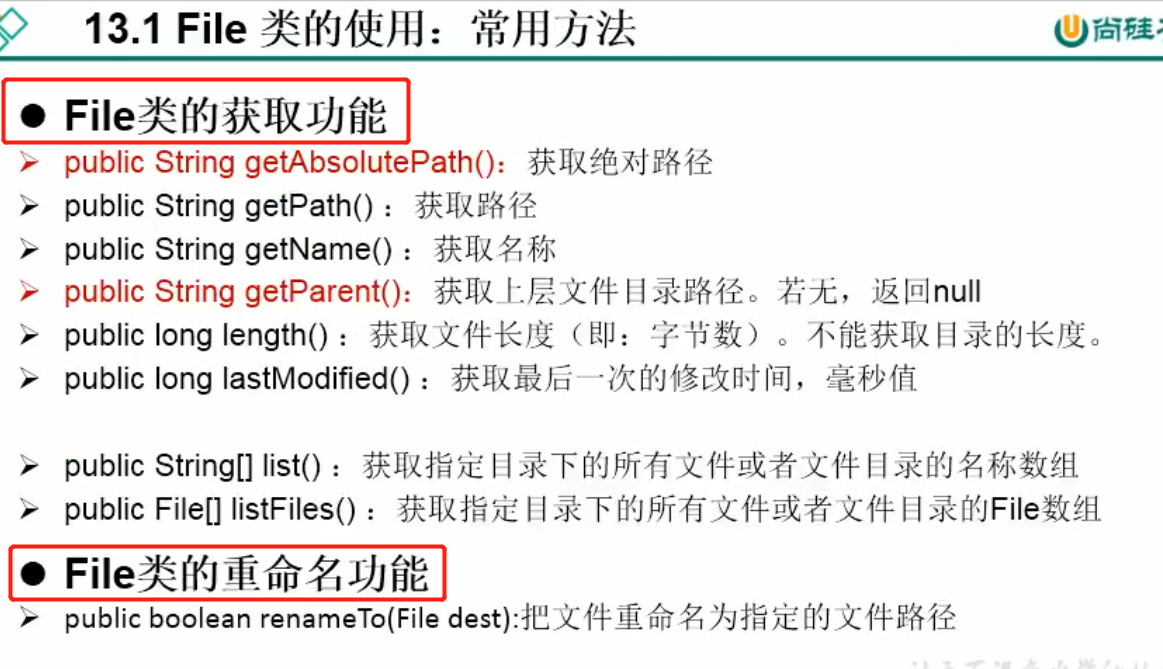 13.1 File 类的使用：常用方法
尚硅
● File类的获取功能
➢ public String getAbsolutePath()：获取绝对路径
➢ public String getPath() ：获取路径
➢ public String getName() ：获取名称
➢ public String getParent()：获取上层文件目录路径。若无，返回null
➢ public long length() ：获取文件长度（即：字节数）。不能获取目录的长度。
➢ public long lastModified() ：获取最后一次的修改时间，毫秒值
➢ public String[] list() ：获取指定目录下的所有文件或者文件目录的名称数组
➢ public File[] listFiles() ：获取指定目录下的所有文件或者文件目录的File数组
● File类的重命名功能
➢ public boolean renameTo(File dest):把文件重命名为指定的文件路径